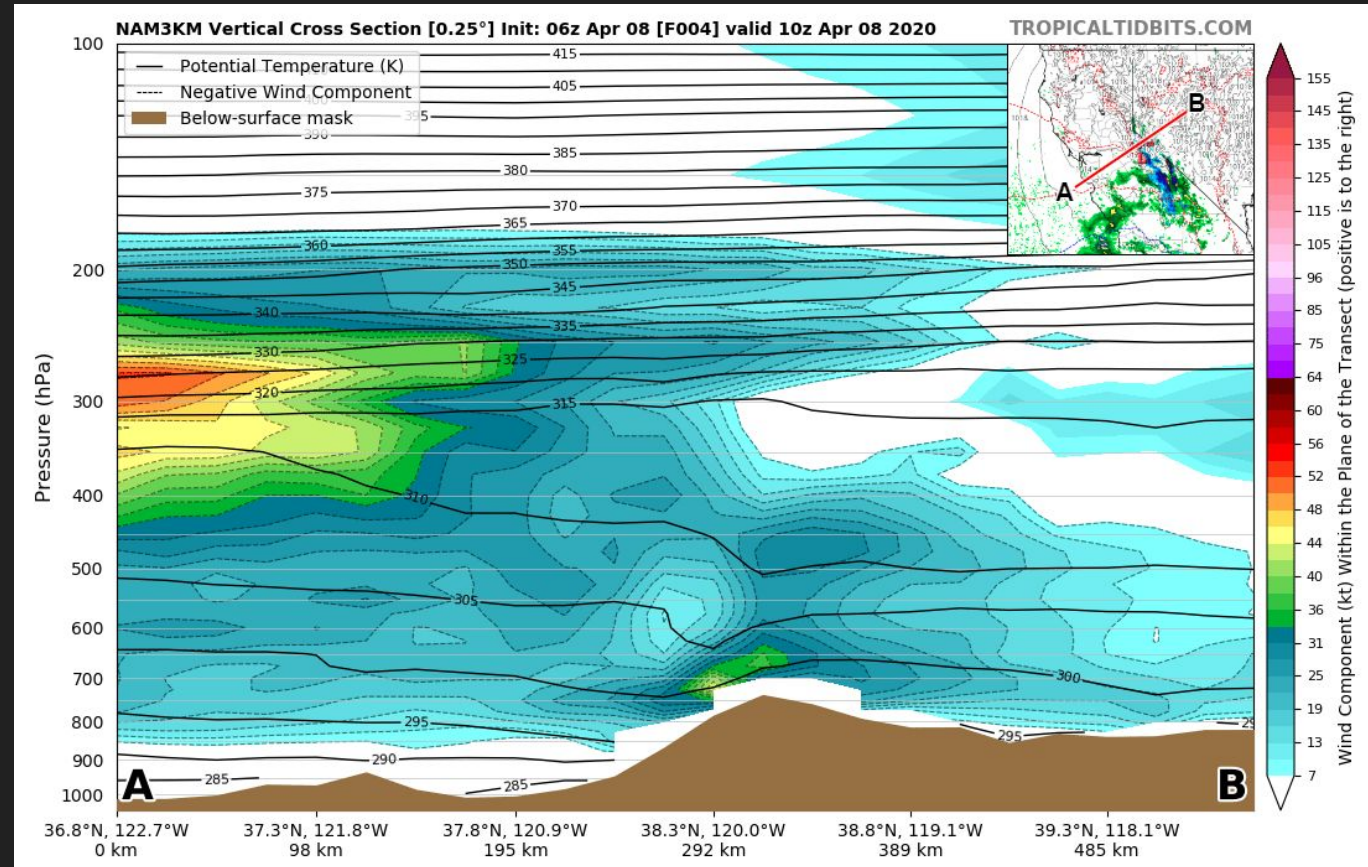 NAM3KM Vertical Cross Section [0.25°] Init: 06z Apr 08 [F004] valid 10z Apr 08 2020
TROPICALTIDBITS.COM
Potential Temperature (K)
Negative Wind Component
Below-surface mask
Pressure (hPa)
100
200
300
400
500
600
700
800
900
1000
415
405
395
390
385
380
375
370
365
360
355
350
345
340
335
330
325
320
315
310
305
300
295
295
290
285
285
A
B
A
B
36.8°N, 122.7°W
0 km
37.3°N, 121.8°W
98 km
37.8°N, 120.9°W
195 km
38.3°N, 120.0°W
292 km
38.8°N, 119.1°W
389 km
39.3°N, 118.1°W
485 km
155
145
135
125
115
105
96
85
75
64
60
56
52
48
44
40
36
31
25
19
13
7
Wind Component (kt) Within the Plane of the Transect (positive is to the right)